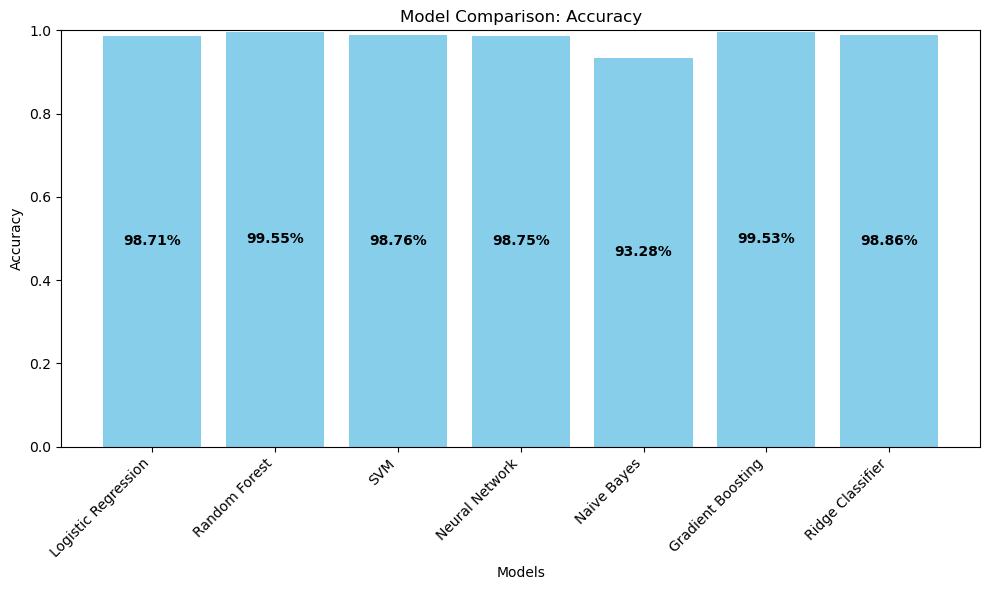 Model Comparison: Accuracy
1.0
0.8
0.6
0.4
0.2
0.0
Accuracy
98.71%
99.55%
98.76%
98.75%
93.28%
99.53%
98.86%
Logistic Regression
Random Forest
SVM
Neural Network
Naive Bayes
Gradient Boosting
Ridge Classifier
Models